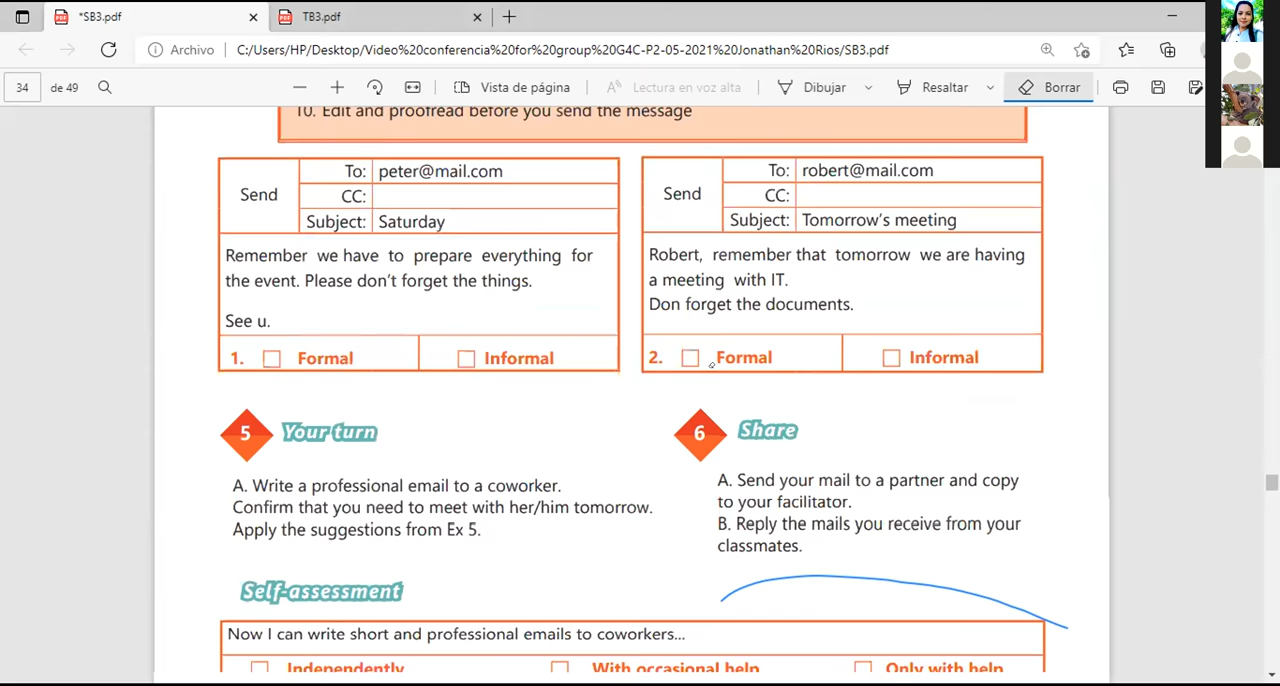 *SB3.pdf
TB3.pdf
Archivo
C:/Users/HP/Desktop/Video%20conferencia%20for%20group%20G4C-P2-05-2021%20Jonathan%20Rios/SB3.pdf
34
de 49
Vista de página
Lectura en voz alta
Dibujar
Resaltar
Borrar
10. Edit and proofread before you send the message
Send
To: peter@mail.com
CC:
Subject: Saturday
Remember we have to prepare everything for
the event. Please don't forget the things.
See u.
1. Formal
Informal
Send
To: robert@mail.com
CC:
Subject: Tomorrow's meeting
Robert, remember that tomorrow we are having
a meeting with IT.
Don forget the documents.
2. Formal
Informal
5 Your turn
A. Write a professional email to a coworker.
Confirm that you need to meet with her/him tomorrow.
Apply the suggestions from Ex 5.
6 Share
A. Send your mail to a partner and copy
to your facilitator.
B. Reply the mails you receive from your
classmates.
Self-assessment
Now I can write short and professional emails to coworkers...
Independently
With occasional help
Only with help